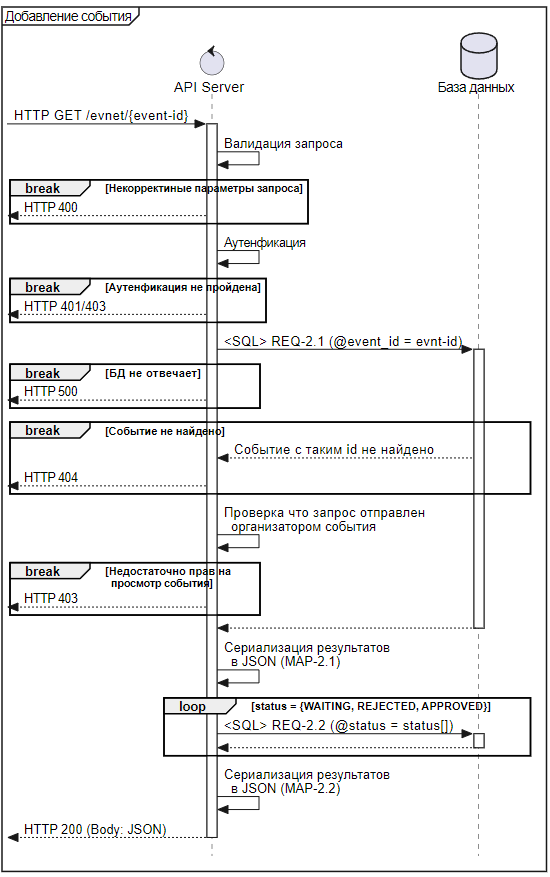 Добавление события
API Server
База данных
HTTP GET /evnet/{event-id}
Валидация запроса
break
[Некорректиные параметры запроса]
HTTP 400
Аутенфикация
break
[Аутенфикация не пройдена]
HTTP 401/403
<SQL> REQ-2.1 (@event_id = evnt-id)
break
[БД не отвечает]
HTTP 500
break
[Событие не найдено]
Событие с таким id не найдено
HTTP 404
Проверка что запрос отправлен
организатором события
break
[Недостаточно прав на
просмотр события]
HTTP 403
Сериализация результатов
в JSON (MAP-2.1)
loop
[status = {WAITING, REJECTED, APPROVED}]
<SQL> REQ-2.2 (@status = status[])
Сериализация результатов
в JSON (MAP-2.2)
HTTP 200 (Body: JSON)